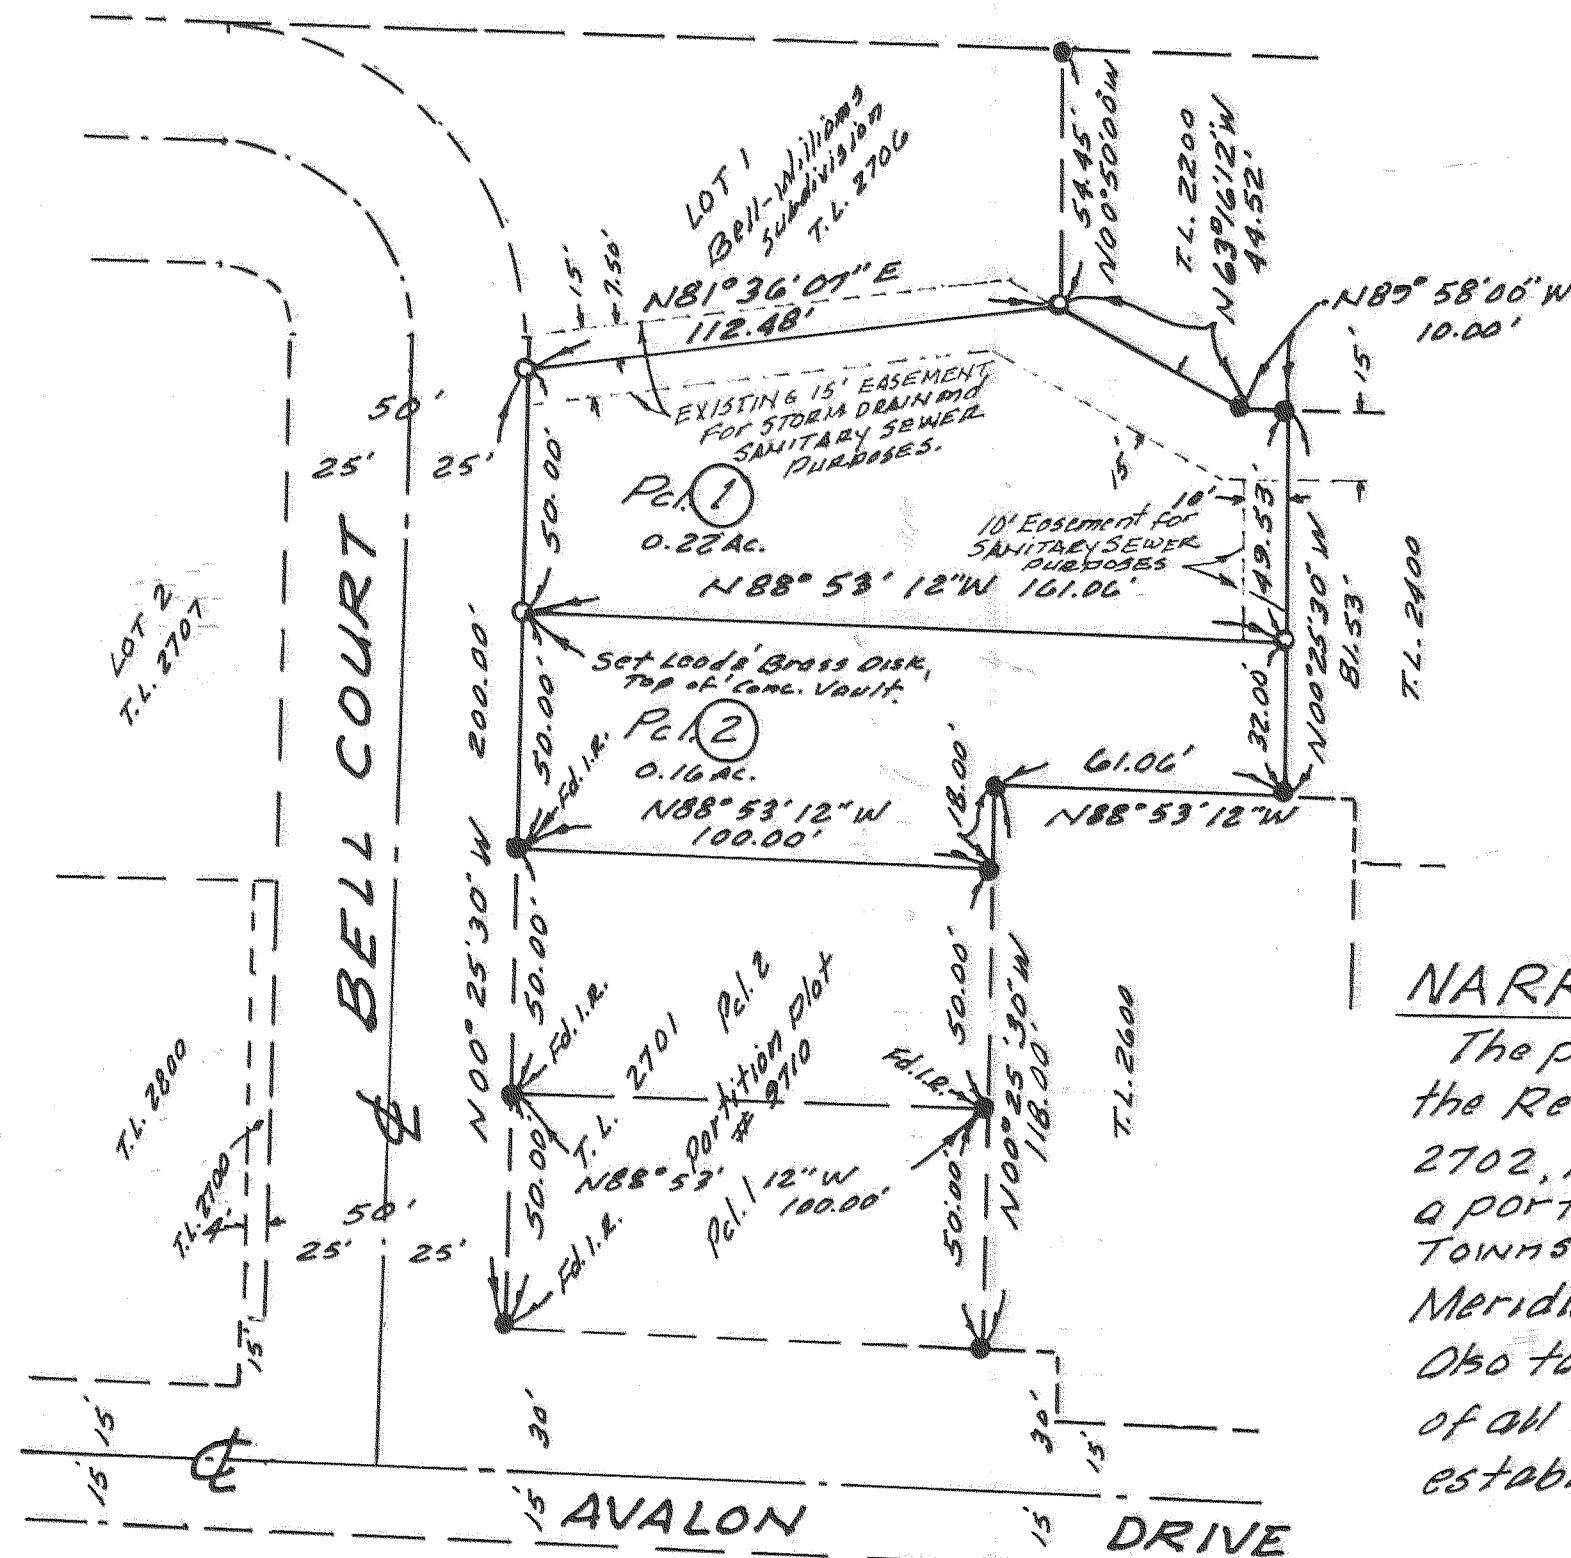 LOT 1
Bell-Williams
Subdivision
T.L. 2706
54.45'
N00°50'00"W
T.L. 2200
N63°16'12"W
44.52'
N89°58'00"W
10.00'
15'
7.50'
N81°36'07"E
112.48'
15'
EXISTING 15' EASEMENT
For STORM DRAIN and
SANITARY SEWER
PURPOSES.
15'
50'
25' 25'
50.00'
Pcl. 1
0.22 AC.
10'
10' Easement for
SANITARY SEWER
PURPOSES
49.53'
N88°53'12"W 161.06'
N00°25'30"W
81.53'
T.L. 2400
LOT 2
T.L. 2707
BELL COURT
200.00'
N00°25'30"W
Set Lead & Brass Disk,
Top of Conc. Vault.
50.00'
Pcl. 2
0.16 AC.
Fd. I.R.
N88°53'12"W
100.00'
18.00'
61.06'
N88°53'12"W
32.00'
50.00'
Fd. I.R.
T.L. 2701
Pcl. 2
Partition Plat
50.00'
Fd. I.R.
N00°25'30"W
118.00'
T.L. 2600
T.L. 2800
T.L. 2700
4'
15'
50'
25' 25'
50.00'
N88°53'12"W
100.00'
Pcl. 1
Fd. I.R.
50.00'
15'
15'
30'
15'
30'
15'
15'
AVALON DRIVE
NARR
The p
the Re
2702,
a port
Towns
Meridi
Also to
of all
estab